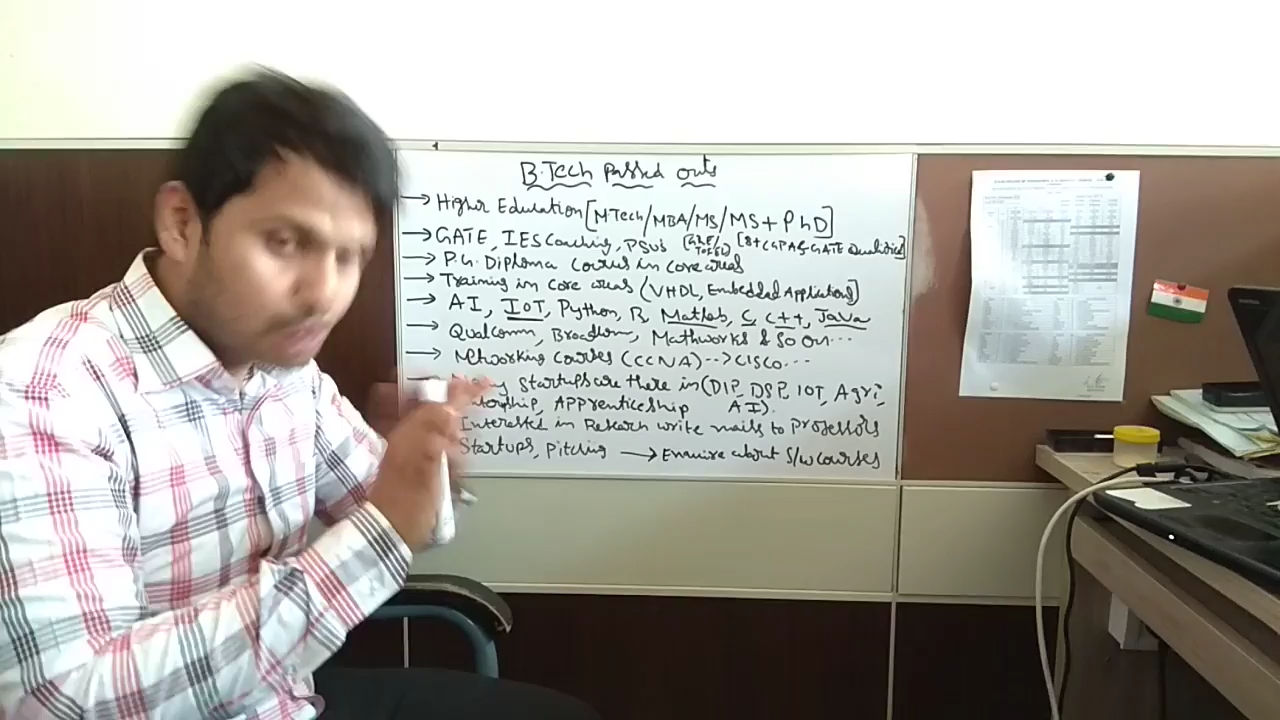 B.Tech Passed outs
→ Higher Education [MTech/MBA/MS/MS+PhD]
→ GATE, IES Coaching, PSUs (GRE/TOEFL) [8+ CGPA & GATE Qualified]
→ P.G. Diploma Courses in Core areas
→ Training in Core areas (VHDL, Embedded Applications)
→ AI, IOT, Python, R, Matlab, C, C++, Java
→ Qualcomm, Broadcom, Mathworks & So on...
→ Networking Courses (CCNA) --> CISCO...
Startups are there in (DIP, DSP, IOT, Agri,
Apprenticeship AI).
Interested in Research write mails to Professors
Startups, Pitching → Enquire about S/w courses